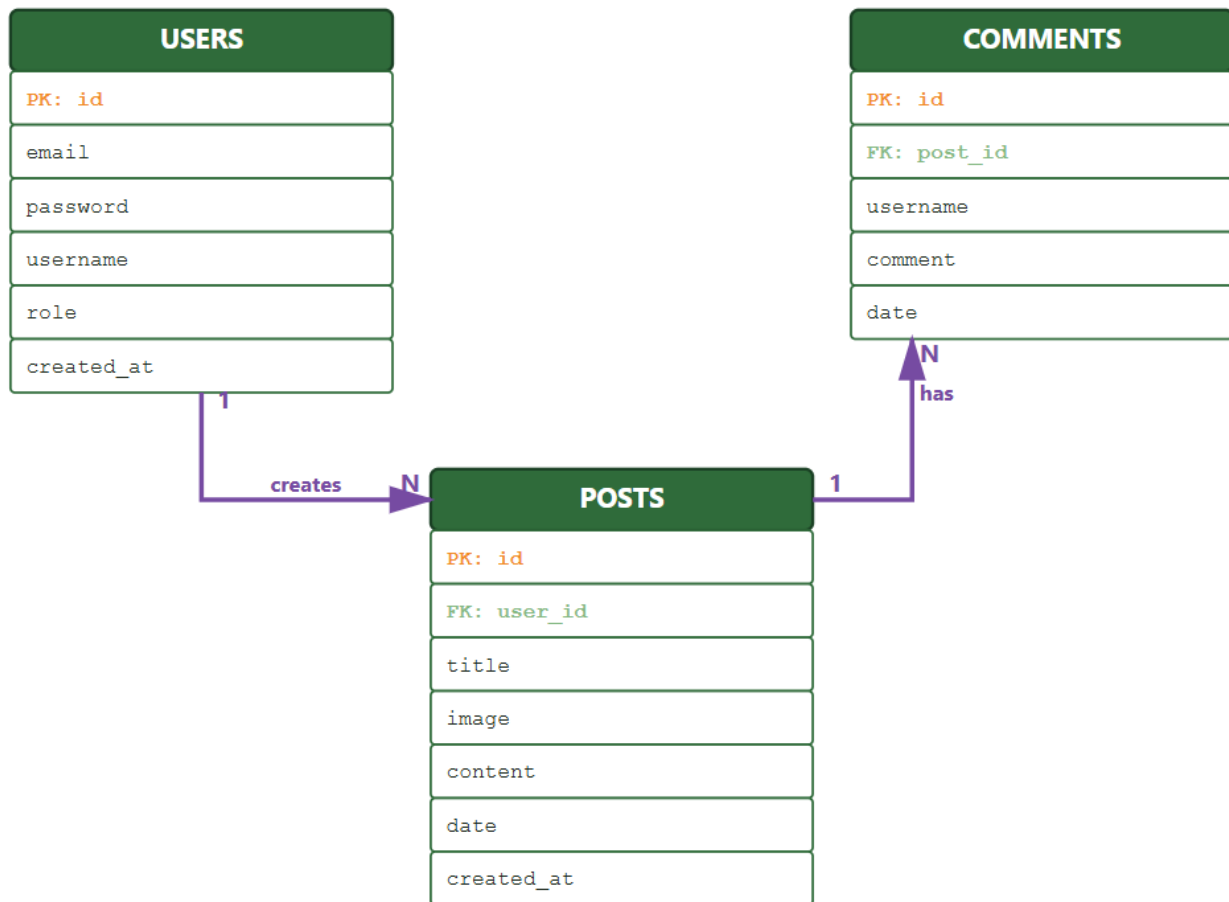 USERS
PK: id
email
password
username
role
created_at
1
creates
N
COMMENTS
PK: id
FK: post_id
username
comment
date
N
has
1
POSTS
PK: id
FK: user_id
title
image
content
date
created_at